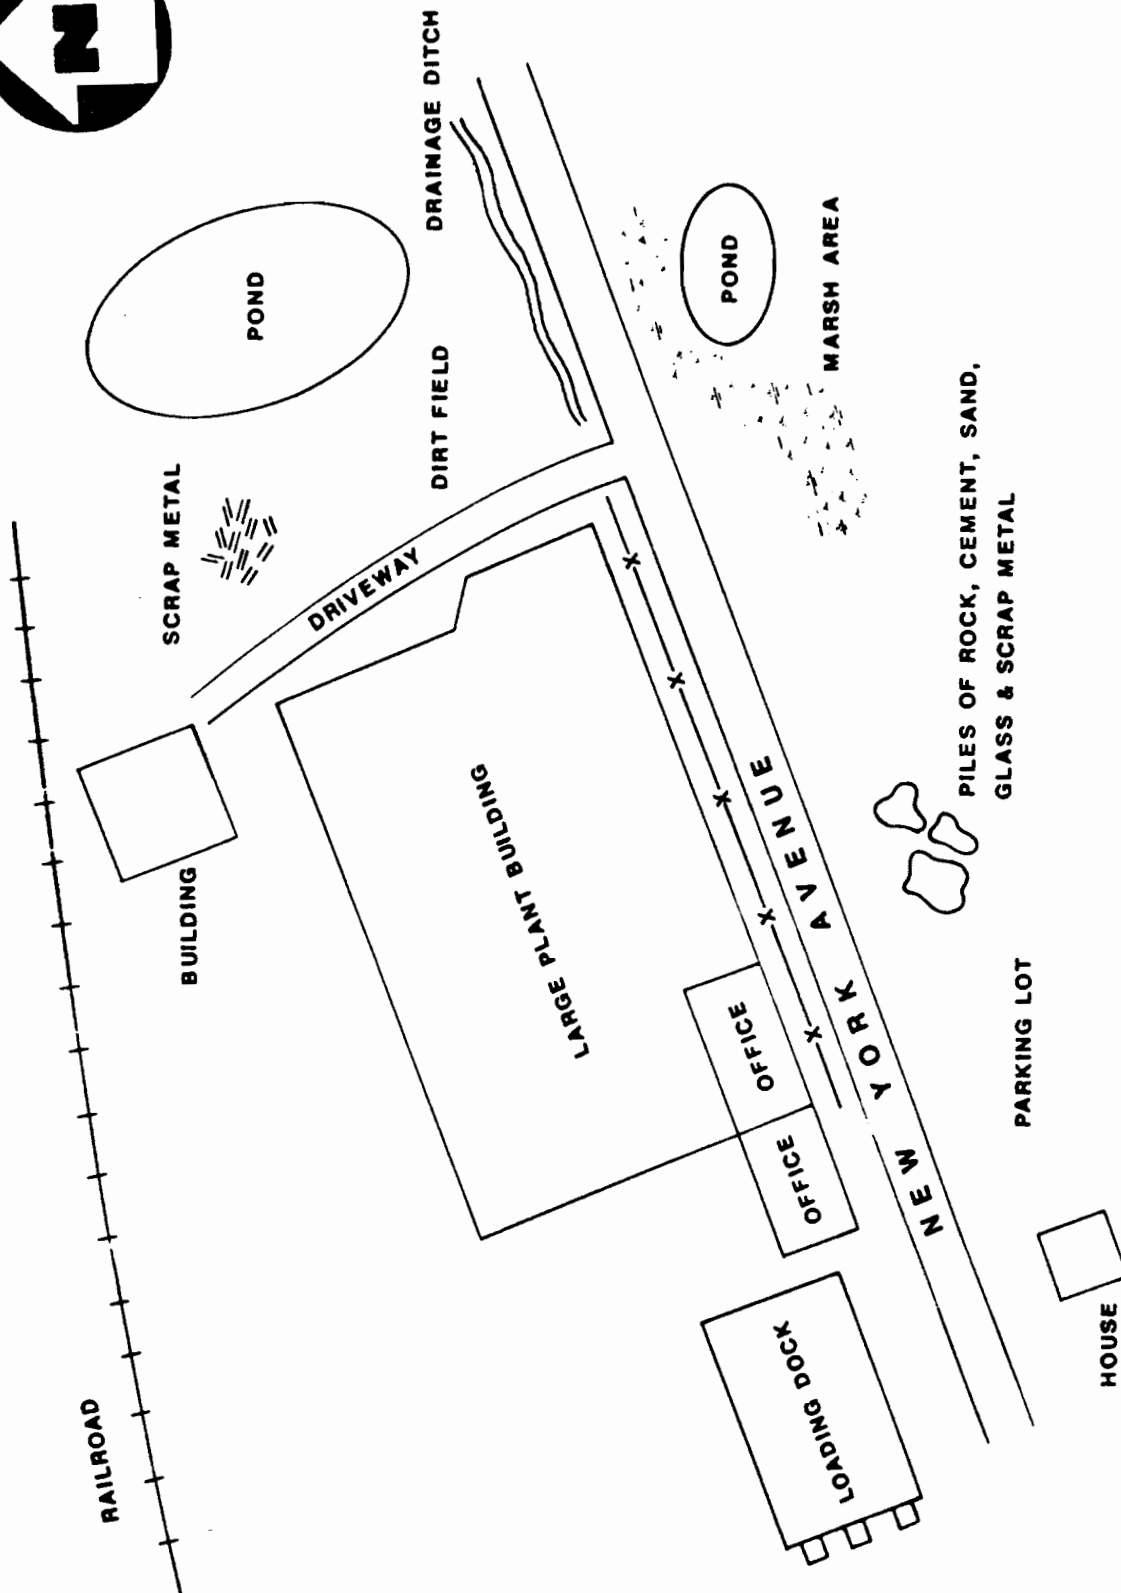 N
RAILROAD
BUILDING
SCRAP METAL
POND
DRIVEWAY
DIRT FIELD
DRAINAGE DITCH
LARGE PLANT BUILDING
OFFICE
OFFICE
LOADING DOCK
NEW YORK AVENUE
POND
MARSH AREA
PILES OF ROCK, CEMENT, SAND,
GLASS & SCRAP METAL
PARKING LOT
HOUSE